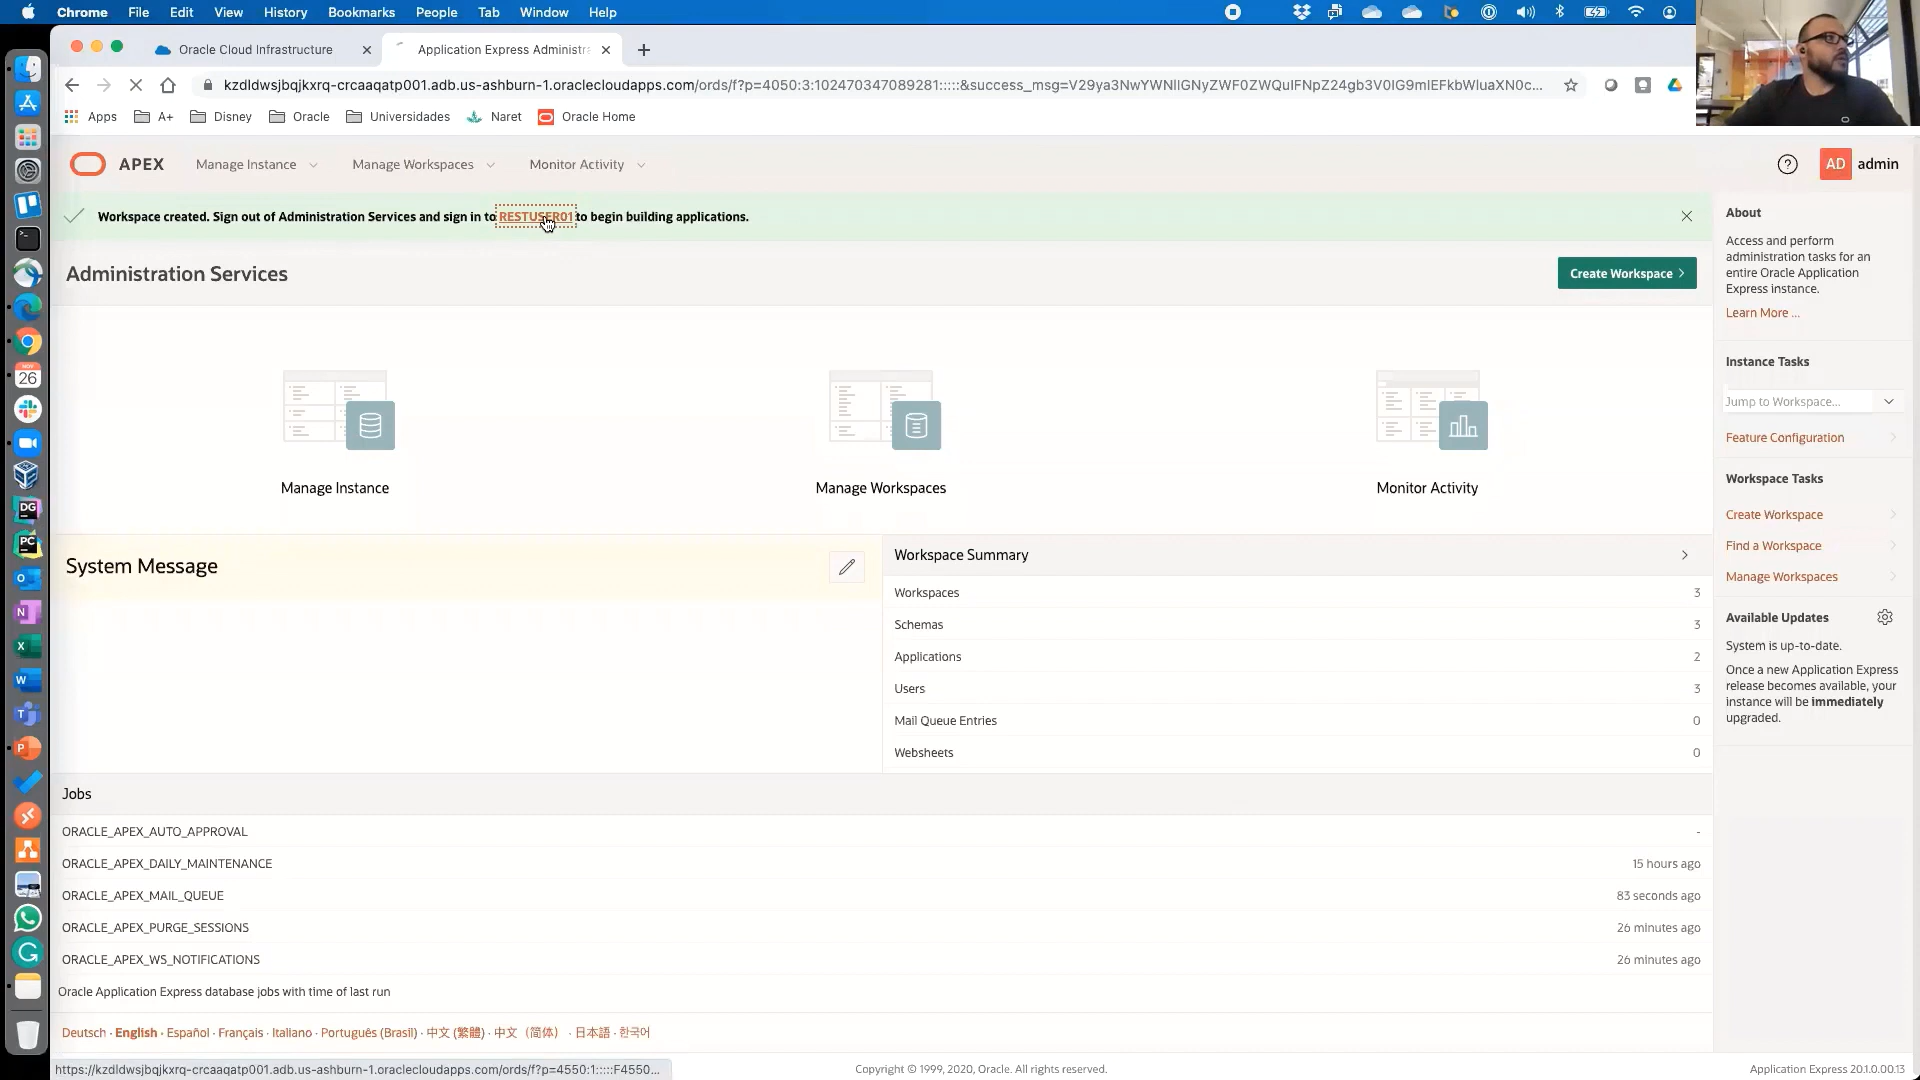 Chrome File Edit View History Bookmarks People Tab Window Help
Oracle Cloud Infrastructure
Application Express Administra
kzdldwsjbqjkxrq-crcaaqatp001.adb.us-ashburn-1.oraclecloudapps.com/ords/f?p=4050:3:102470347089281:::::&success_msg=V29ya3NwYWNlIGNyZWF0ZWQuIFNpZ24gb3V0IG9mIEFkbWluaXN0c...
Apps A+ Disney Oracle Universidades Naret Oracle Home
APEX Manage Instance Manage Workspaces Monitor Activity
AD admin
Workspace created. Sign out of Administration Services and sign in to RESTUSER01 to begin building applications.
Administration Services
Create Workspace
Manage Instance
Manage Workspaces
Monitor Activity
System Message
Workspace Summary
Workspaces 3
Schemas 3
Applications 2
Users 3
Mail Queue Entries 0
Websheets 0
Jobs
ORACLE_APEX_AUTO_APPROVAL -
ORACLE_APEX_DAILY_MAINTENANCE 15 hours ago
ORACLE_APEX_MAIL_QUEUE 83 seconds ago
ORACLE_APEX_PURGE_SESSIONS 26 minutes ago
ORACLE_APEX_WS_NOTIFICATIONS 26 minutes ago
Oracle Application Express database jobs with time of last run
Deutsch · English · Español · Français · Italiano · Português (Brasil) · 中文 (繁體) · 中文（简体） · 日本語 · 한국어
About
Access and perform
administration tasks for an
entire Oracle Application
Express instance.
Learn More ...
Instance Tasks
Jump to Workspace...
Feature Configuration
Workspace Tasks
Create Workspace
Find a Workspace
Manage Workspaces
Available Updates
System is up-to-date.
Once a new Application Express
release becomes available, your
instance will be immediately
upgraded.
https://kzdldwsjbqjkxrq-crcaaqatp001.adb.us-ashburn-1.oraclecloudapps.com/ords/f?p=4550:1:::::F4550...
Copyright © 1999, 2020, Oracle. All rights reserved.
Application Express 20.1.0.00.13
NOV
26
DG
PC